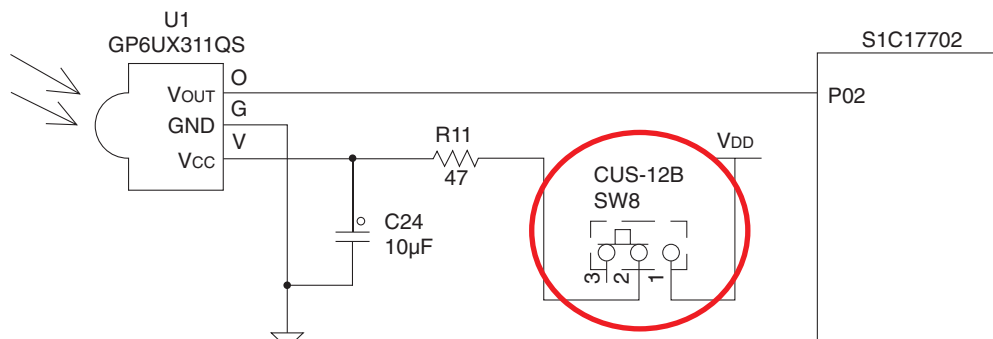 U1
GP6UX311QS
S1C17702
O
VOUT
P02
G
GND
V
VCC
R11
47
VDD
CUS-12B
SW8
C24
10µF
3
2
1